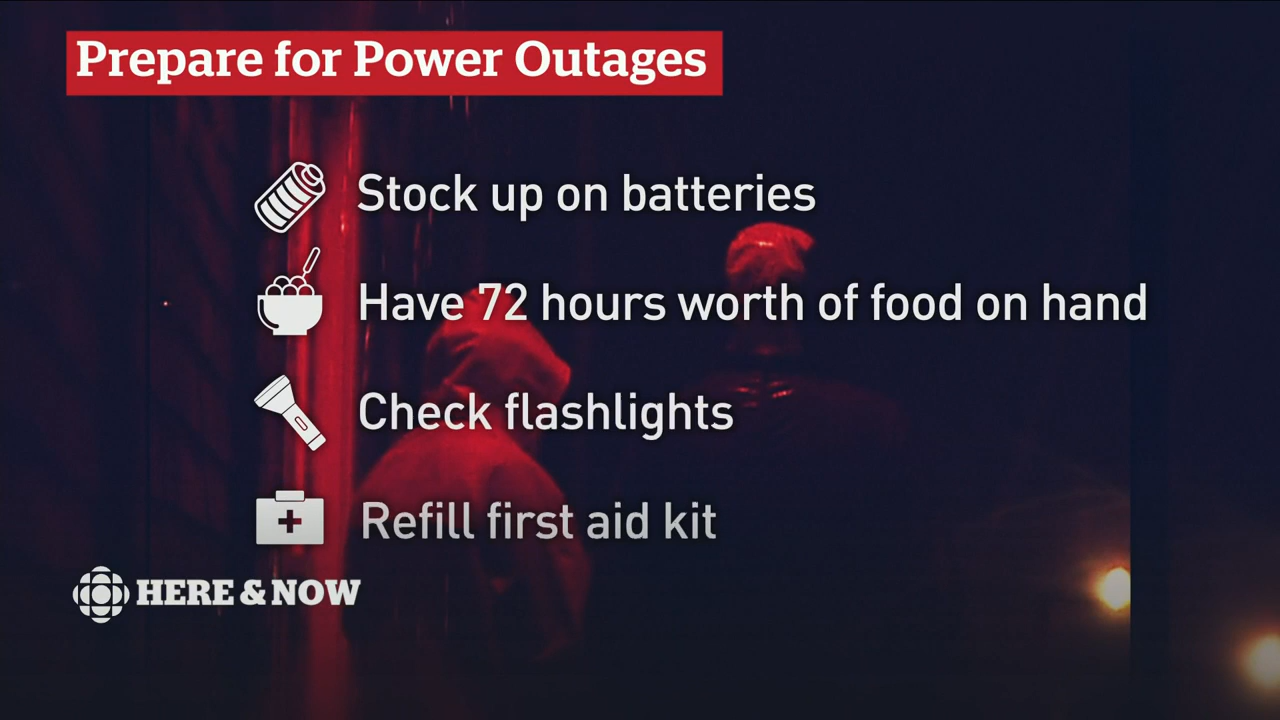 Prepare for Power Outages
Stock up on batteries
Have 72 hours worth of food on hand
Check flashlights
Refill first aid kit
HERE & NOW